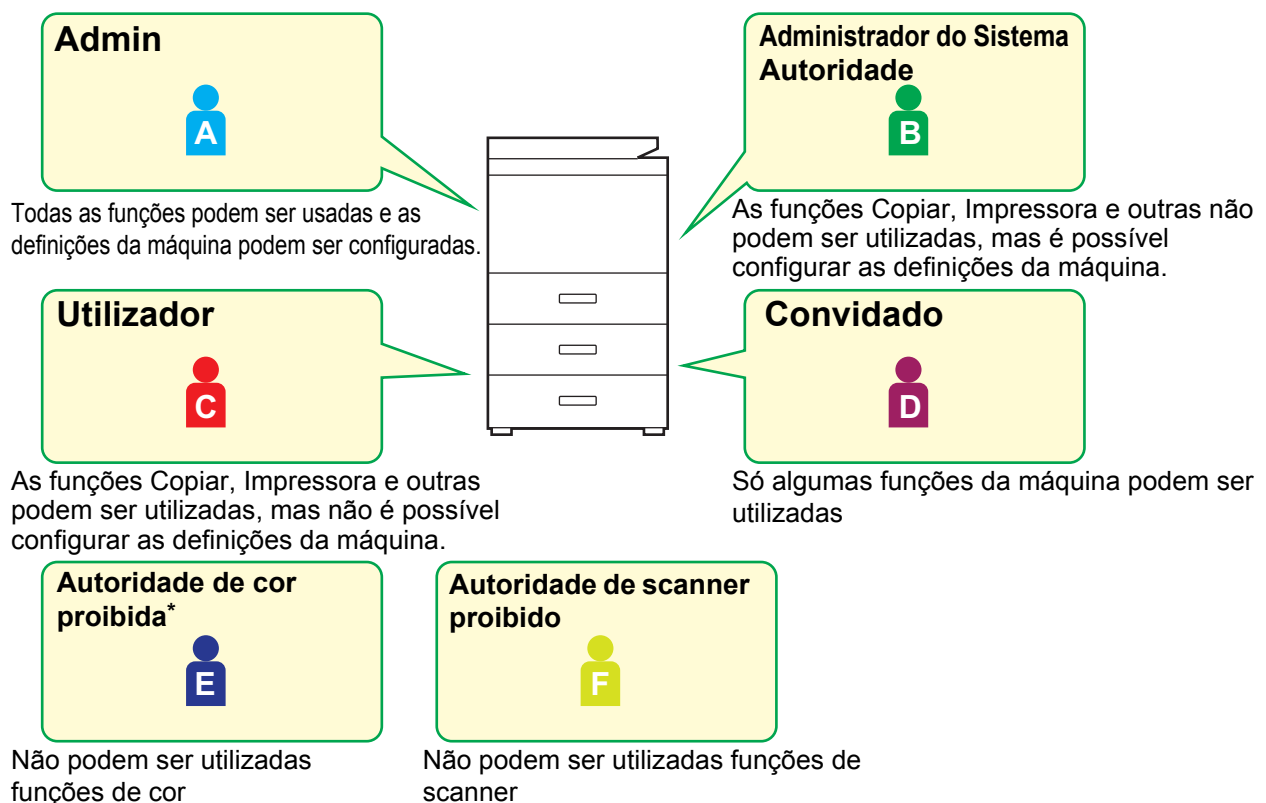 Admin
A
Todas as funções podem ser usadas e as
definições da máquina podem ser configuradas.
Administrador do Sistema
Autoridade
B
As funções Copiar, Impressora e outras não
podem ser utilizadas, mas é possível
configurar as definições da máquina.
Utilizador
C
As funções Copiar, Impressora e outras
podem ser utilizadas, mas não é possível
configurar as definições da máquina.
Convidado
D
Só algumas funções da máquina podem ser
utilizadas
Autoridade de cor
proibida*
E
Não podem ser utilizadas
funções de cor
Autoridade de scanner
proibido
F
Não podem ser utilizadas funções de
scanner